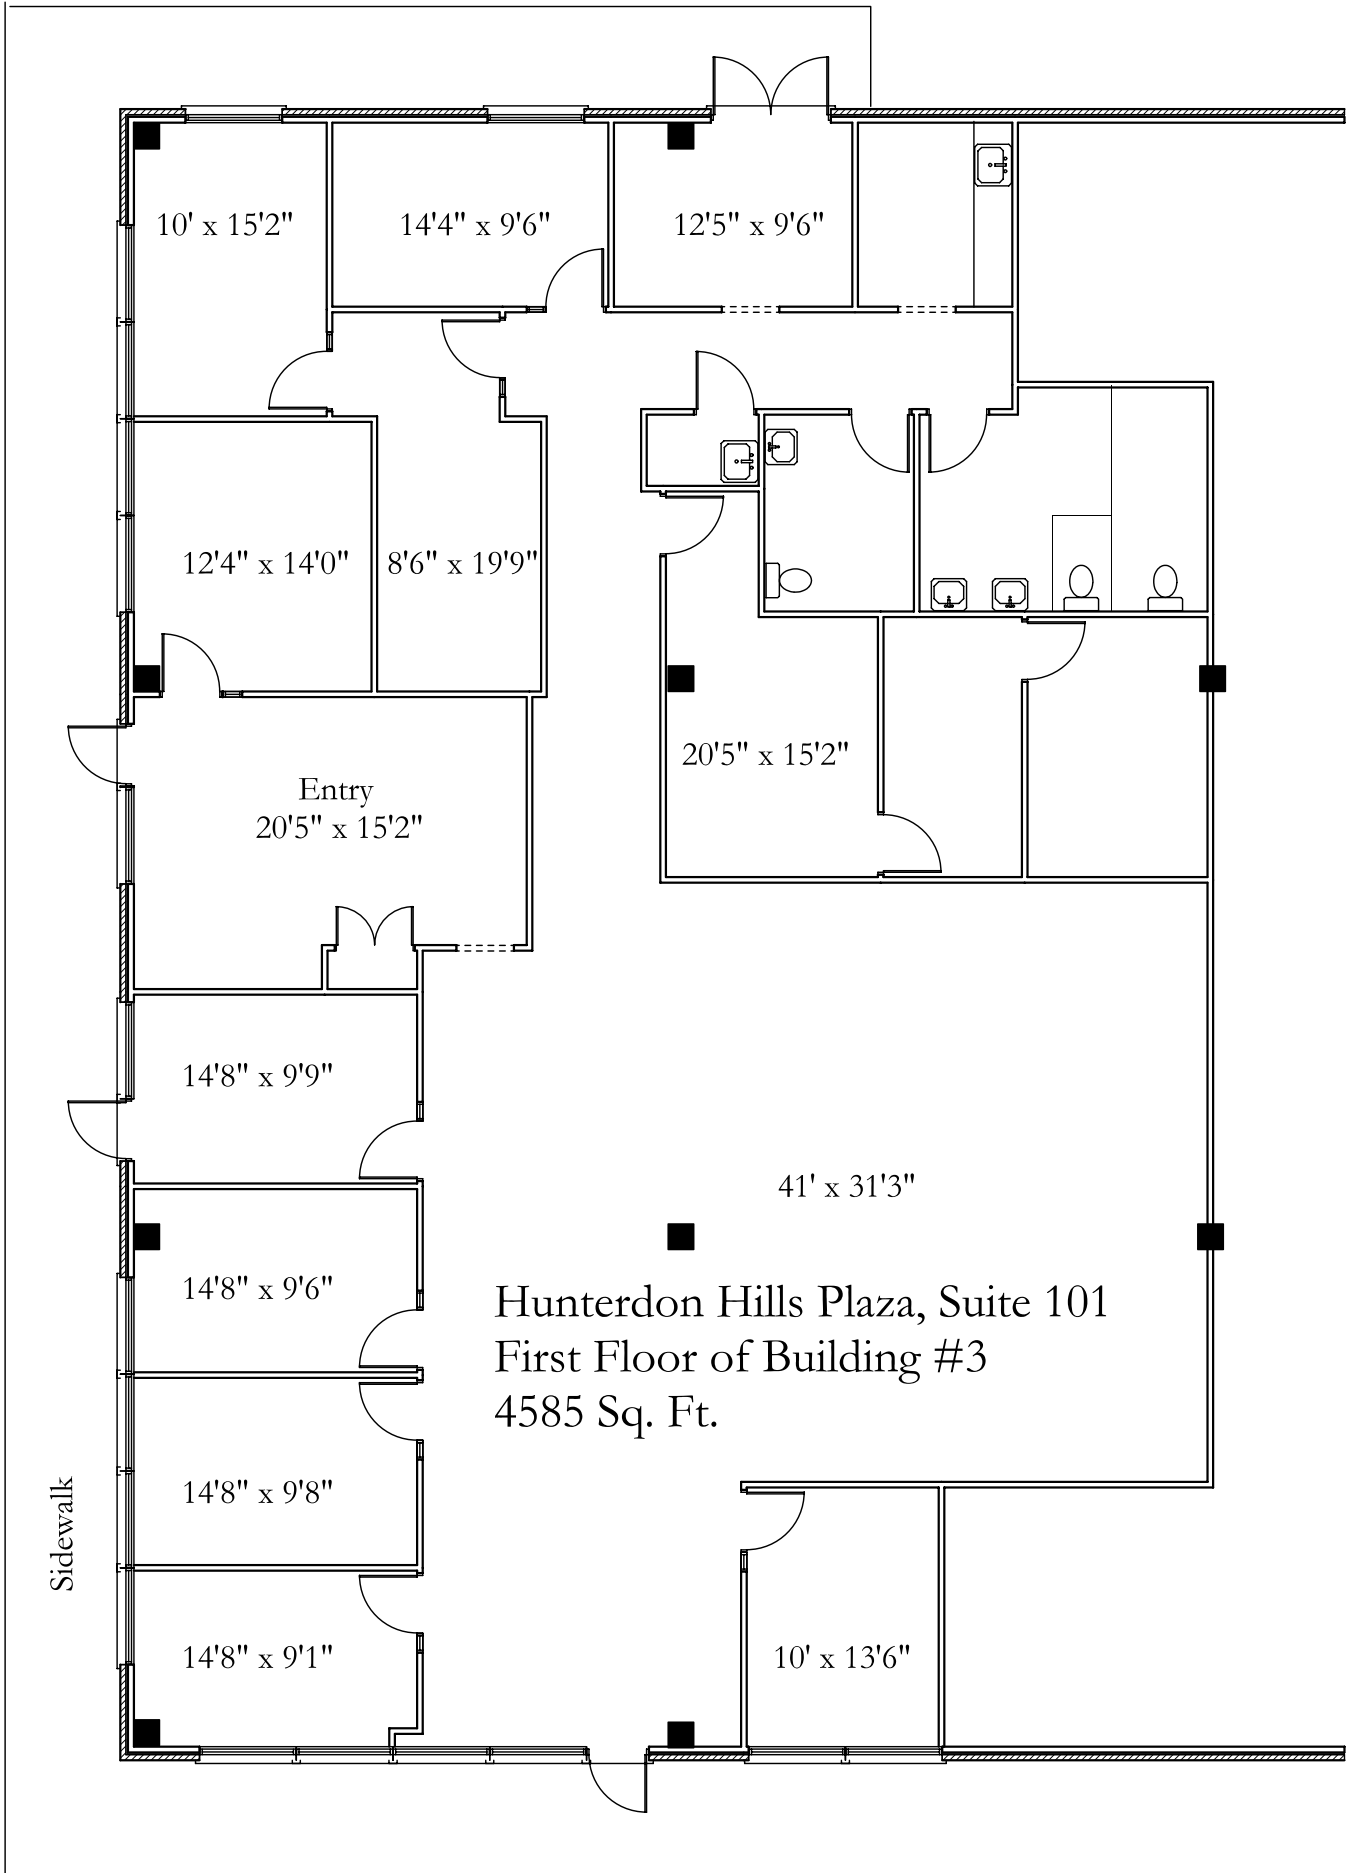 10' x 15'2"
14'4" x 9'6"
12'5" x 9'6"
12'4" x 14'0"
8'6" x 19'9"
20'5" x 15'2"
Entry
20'5" x 15'2"
14'8" x 9'9"
41' x 31'3"
14'8" x 9'6"
Hunterdon Hills Plaza, Suite 101
First Floor of Building #3
4585 Sq. Ft.
14'8" x 9'8"
Sidewalk
14'8" x 9'1"
10' x 13'6"